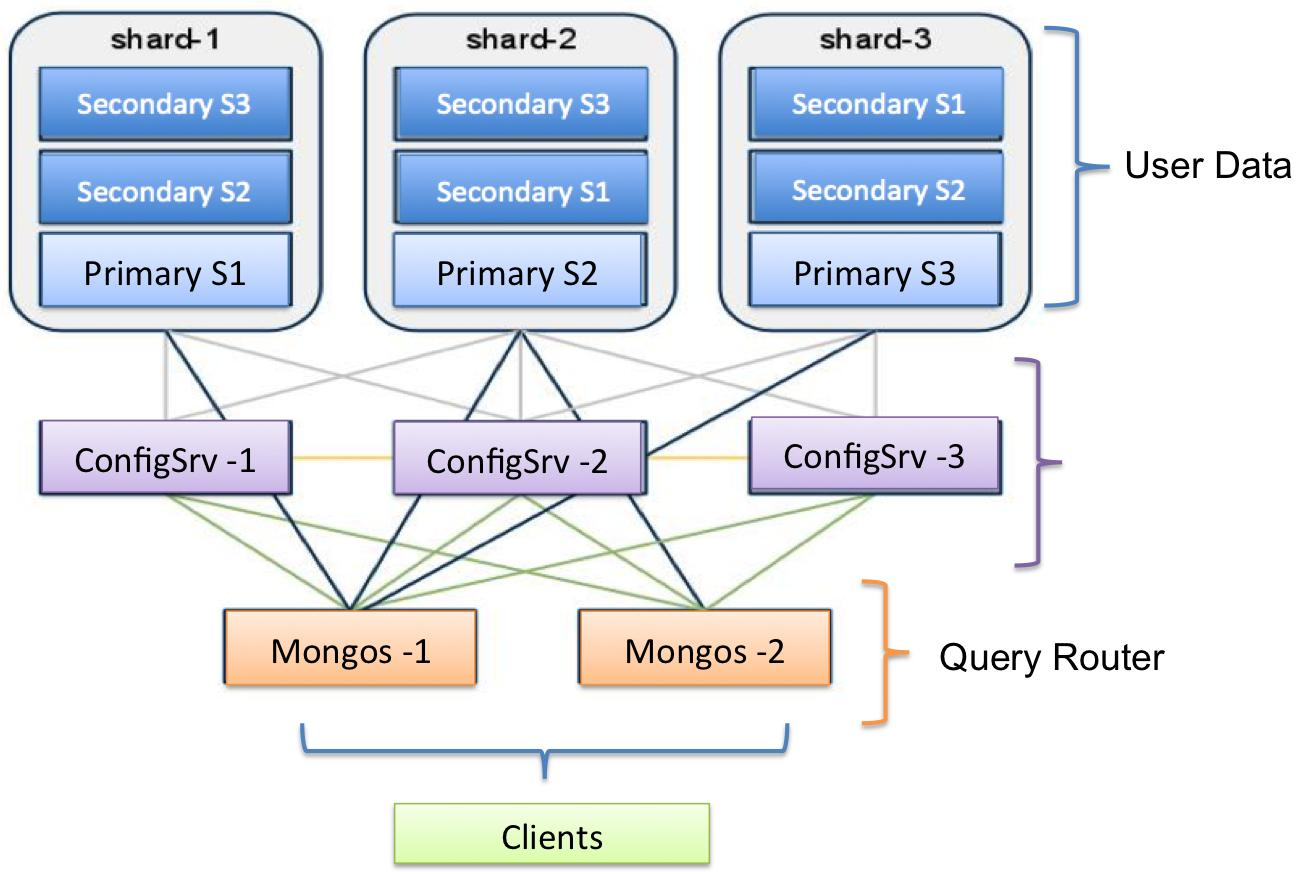 shard-1
shard-2
shard-3
Secondary S3
Secondary S3
Secondary S1
Secondary S2
Secondary S1
Secondary S2
User Data
Primary S1
Primary S2
Primary S3
ConfigSrv -1
ConfigSrv -2
ConfigSrv -3
Mongos -1
Mongos -2
Query Router
Clients